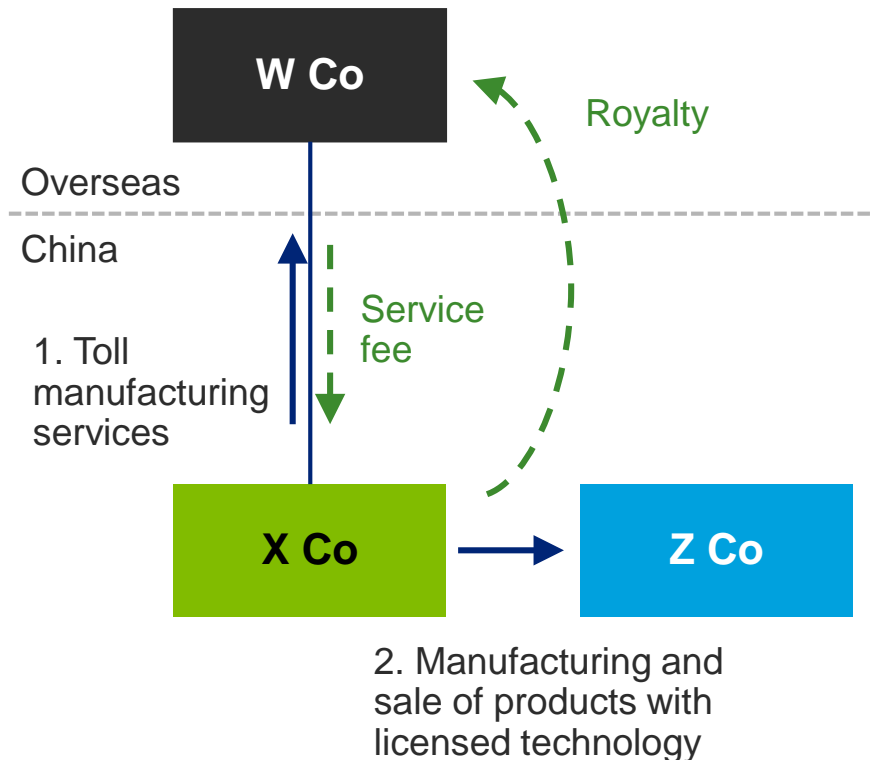 W Co
Royalty
Overseas
China
Service
fee
1. Toll
manufacturing
services
X Co
Z Co
2. Manufacturing and
sale of products with
licensed technology